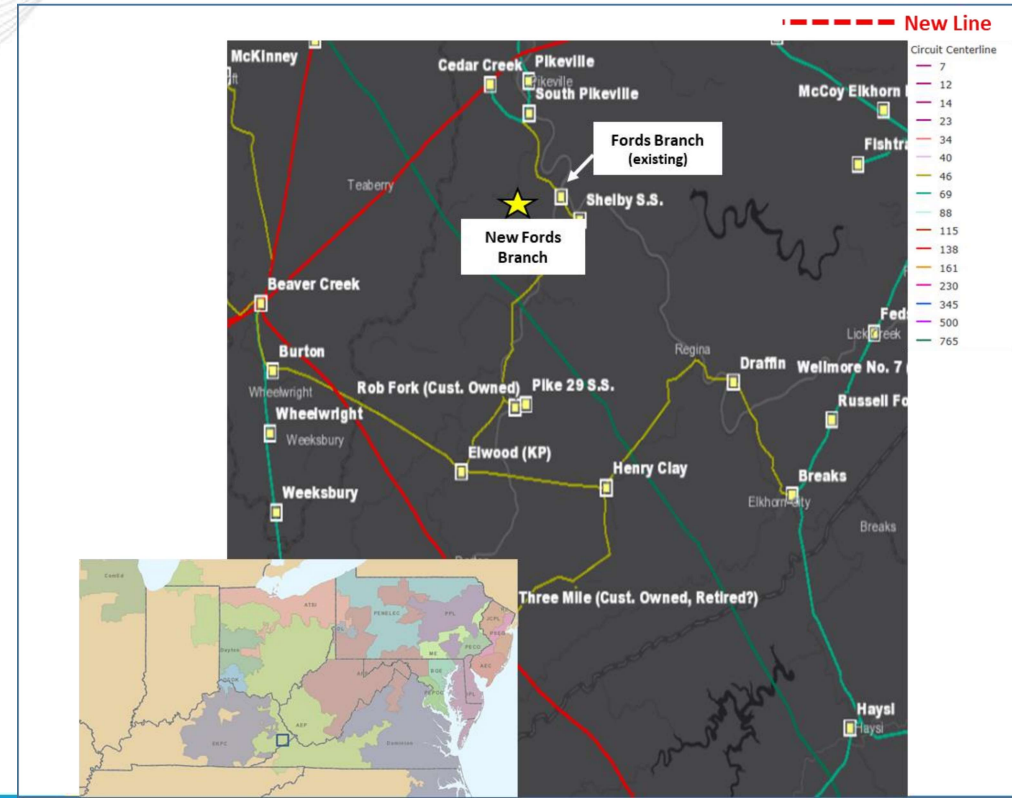 New Line
McKinney
Cedar Creek
Pikeville
Pikeville
South Pikeville
McCoy Elkhorn
Fords Branch
(existing)
Fishtra
Teaberry
Shelby S.S.
New Fords
Branch
Beaver Creek
Feds
Lick Creek
Regina
Burton
Draffin
Wellmore No. 7 (
Wheelwright
Rob Fork (Cust. Owned)
Pike 29 S.S.
Russell Fo
Wheelwright
Weeksbury
Elwood (KP)
Henry Clay
Breaks
Weeksbury
Elkhorn City
Breaks
Three Mile (Cust. Owned, Retired?)
Haysi
Haysi
Circuit Centerline
7
12
14
23
34
40
46
69
88
115
138
161
230
345
500
765
ComEd
ATSI
PENELEC
PPL
JCPL
Dayton
ME
PECO
AEC
BGE
AEP
EKPC
Dominion